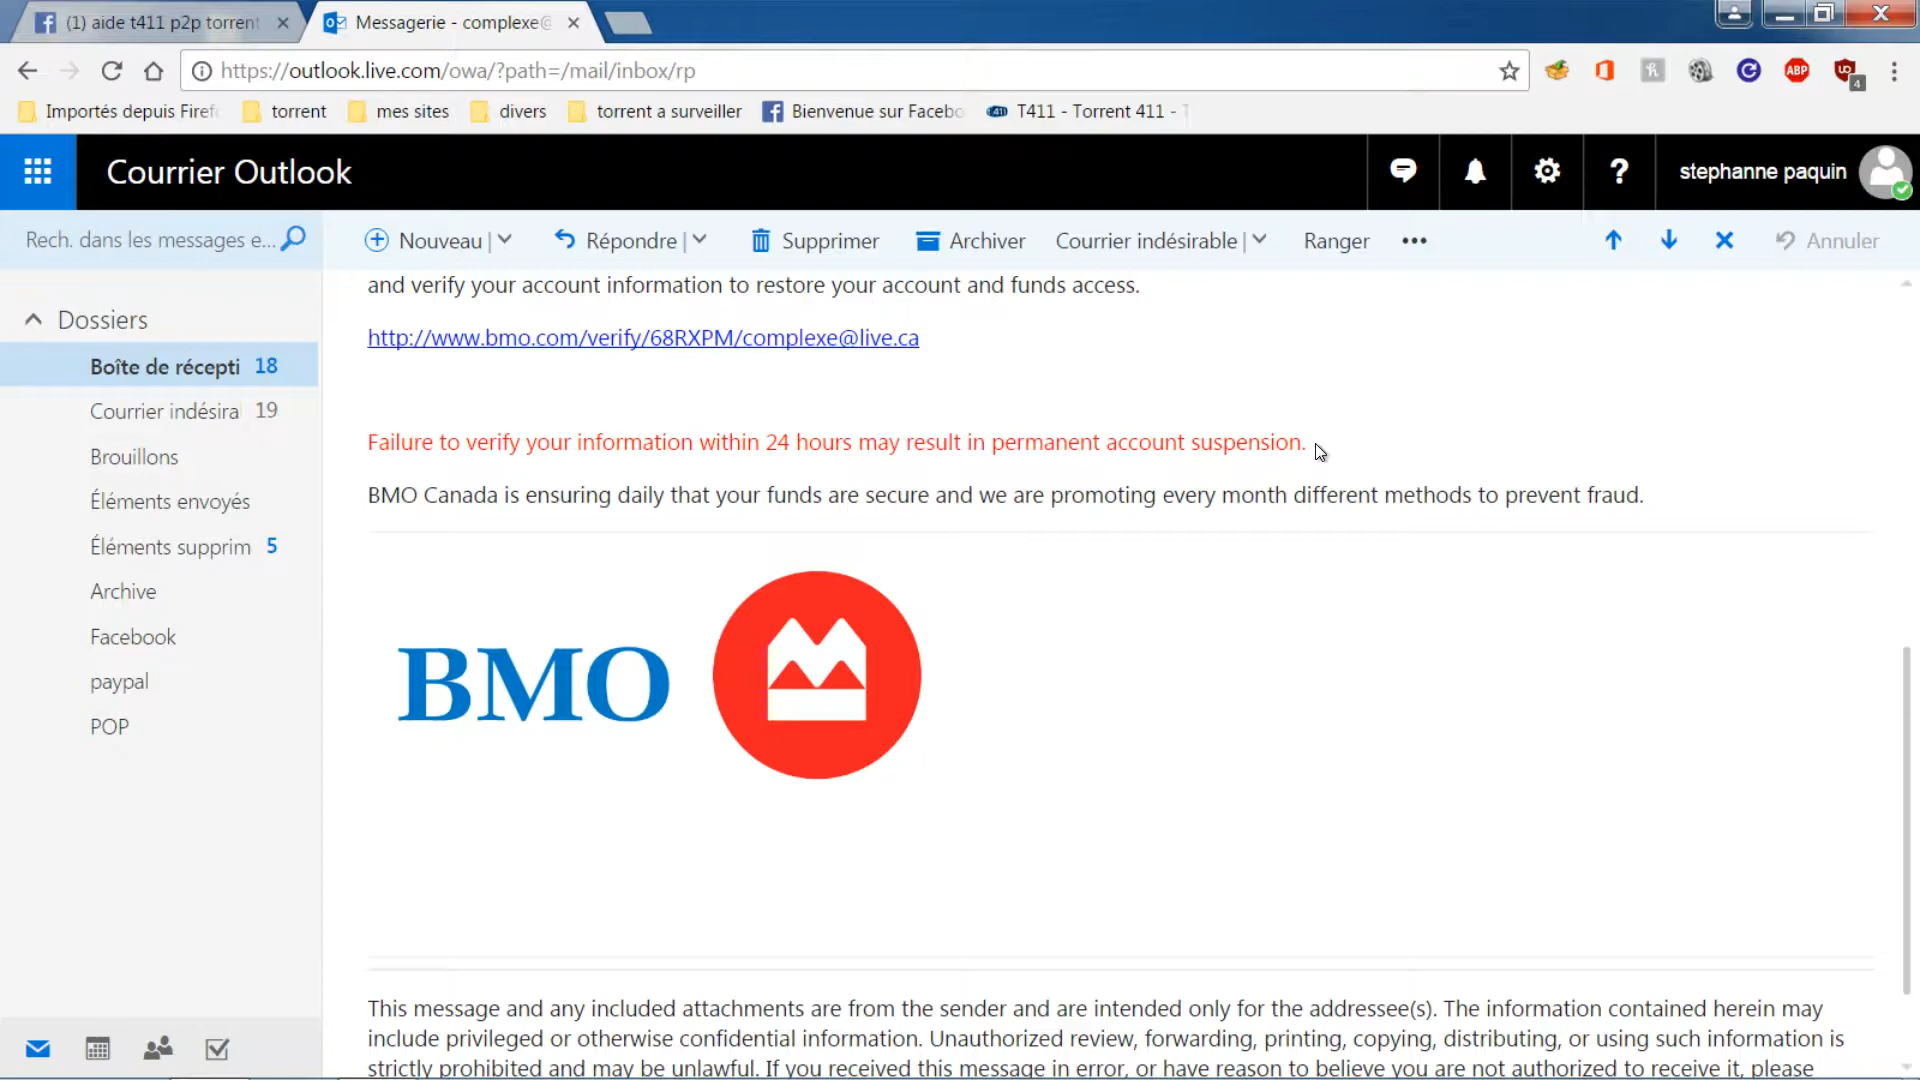 (1) aide t411 p2p torrent
Messagerie - complexe@
https://outlook.live.com/owa/?path=/mail/inbox/rp
ABP
4
Importés depuis Firef
torrent
mes sites
divers
torrent a surveiller
Bienvenue sur Facebo
T411 - Torrent 411 -
Courrier Outlook
?
stephanne paquin
Rech. dans les messages e...
Nouveau
Répondre
Supprimer
Archiver
Courrier indésirable
Ranger
Annuler
Dossiers
Boîte de récepti 18
Courrier indésira 19
Brouillons
Éléments envoyés
Éléments supprim 5
Archive
Facebook
paypal
POP
and verify your account information to restore your account and funds access.
http://www.bmo.com/verify/68RXPM/complexe@live.ca
Failure to verify your information within 24 hours may result in permanent account suspension.
BMO Canada is ensuring daily that your funds are secure and we are promoting every month different methods to prevent fraud.
BMO
This message and any included attachments are from the sender and are intended only for the addressee(s). The information contained herein may
include privileged or otherwise confidential information. Unauthorized review, forwarding, printing, copying, distributing, or using such information is
strictly prohibited and may be unlawful. If you received this message in error, or have reason to believe you are not authorized to receive it, please